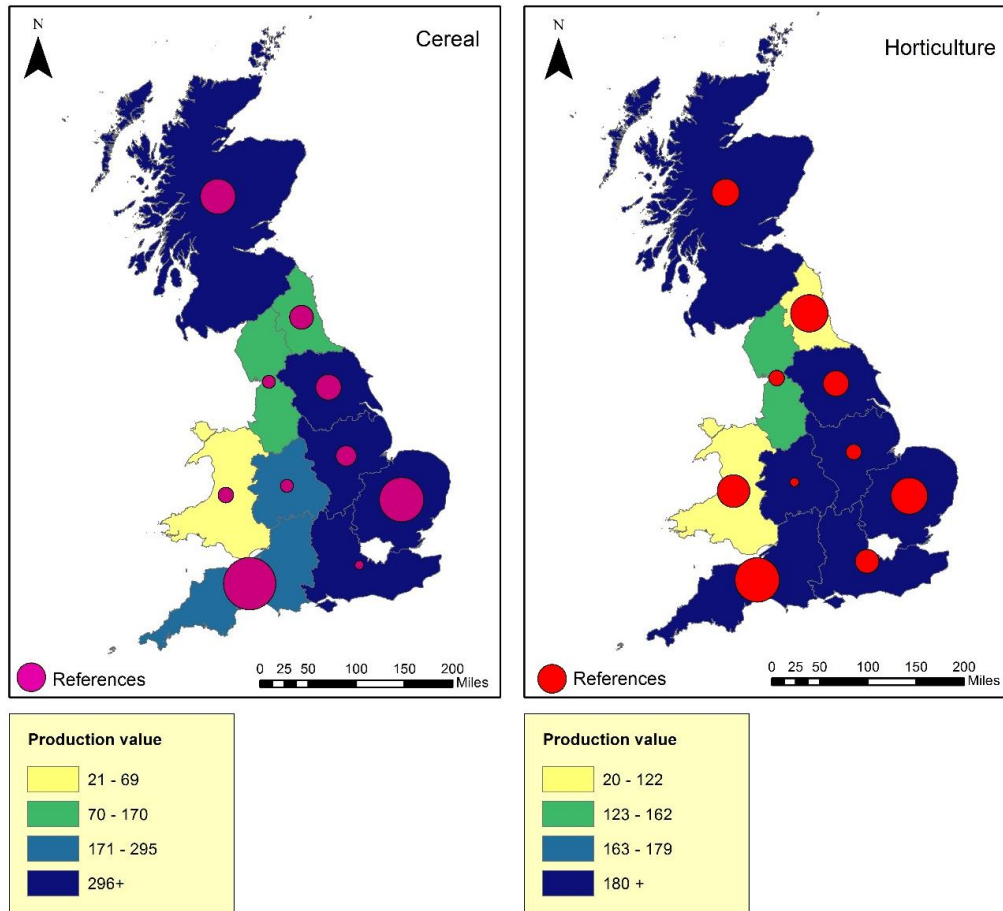 N
Cereal
References
0 25 50 100 150 200
Miles
Production value
21 - 69
70 - 170
171 - 295
296+
N
Horticulture
References
0 25 50 100 150 200
Miles
Production value
20 - 122
123 - 162
163 - 179
180 +